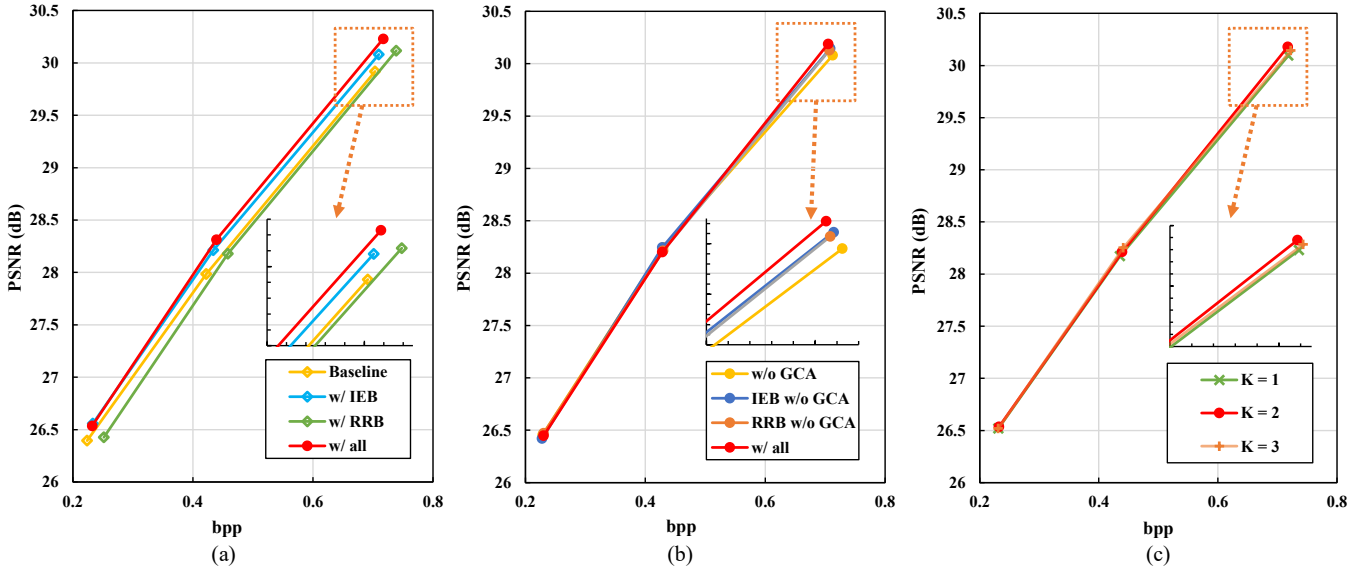 30.5
30
29.5
29
28.5
28
27.5
27
26.5
26
PSNR (dB)
0.2
0.4
0.6
0.8
bpp
Baseline
w/ IEB
w/ RRB
w/ all
(a)
30.5
30
29.5
29
28.5
28
27.5
27
26.5
26
PSNR (dB)
0.2
0.4
0.6
0.8
bpp
w/o GCA
IEB w/o GCA
RRB w/o GCA
w/ all
(b)
30.5
30
29.5
29
28.5
28
27.5
27
26.5
26
PSNR (dB)
0.2
0.4
0.6
0.8
bpp
K = 1
K = 2
K = 3
(c)